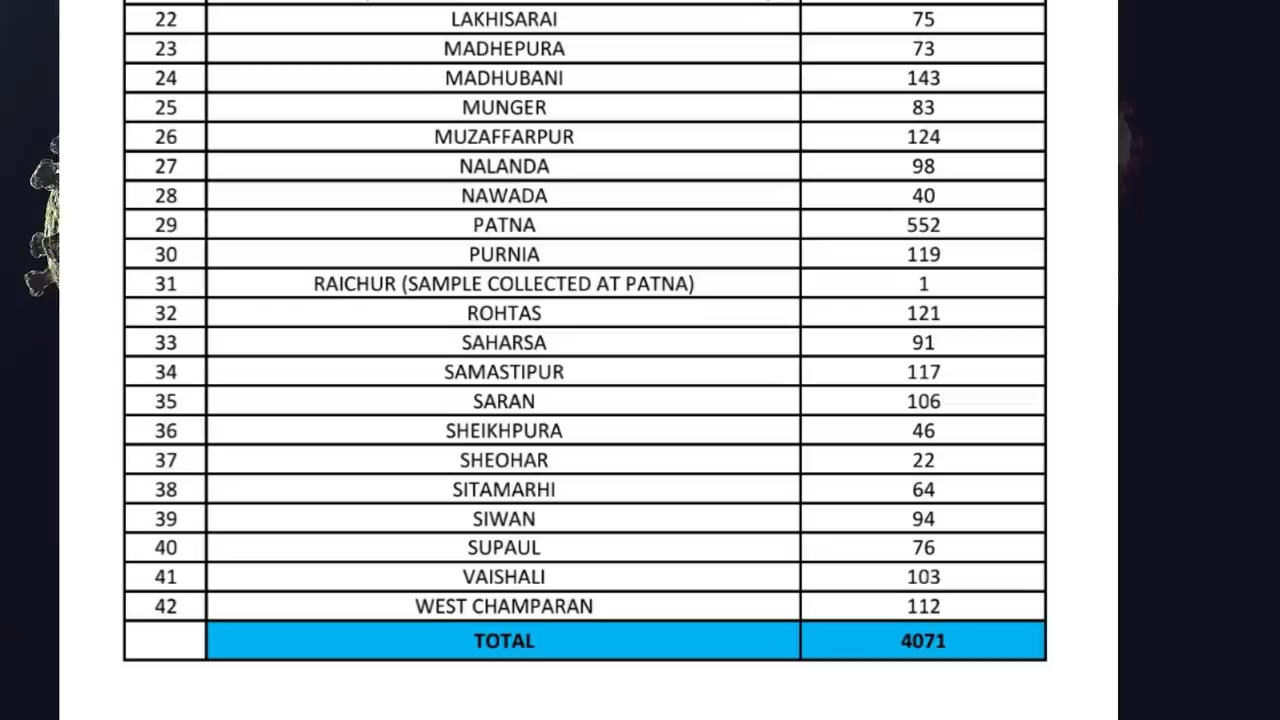 22 LAKHISARAI 75
23 MADHEPURA 73
24 MADHUBANI 143
25 MUNGER 83
26 MUZAFFARPUR 124
27 NALANDA 98
28 NAWADA 40
29 PATNA 552
30 PURNIA 119
31 RAICHUR (SAMPLE COLLECTED AT PATNA) 1
32 ROHTAS 121
33 SAHARSA 91
34 SAMASTIPUR 117
35 SARAN 106
36 SHEIKHPURA 46
37 SHEOHAR 22
38 SITAMARHI 64
39 SIWAN 94
40 SUPAUL 76
41 VAISHALI 103
42 WEST CHAMPARAN 112
TOTAL 4071